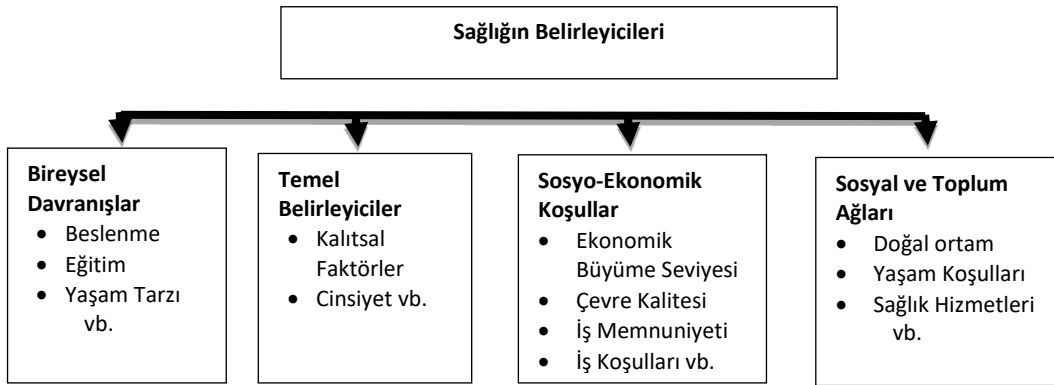 Sağlığın Belirleyicileri
Bireysel
Davranışlar
• Beslenme
• Eğitim
• Yaşam Tarzı
vb.
Temel
Belirleyiciler
• Kalıtsal
Faktörler
• Cinsiyet vb.
Sosyo-Ekonomik
Koşullar
• Ekonomik
Büyüme Seviyesi
• Çevre Kalitesi
• İş Memnuniyeti
• İş Koşulları vb.
Sosyal ve Toplum
Ağları
• Doğal ortam
• Yaşam Koşulları
• Sağlık Hizmetleri
vb.